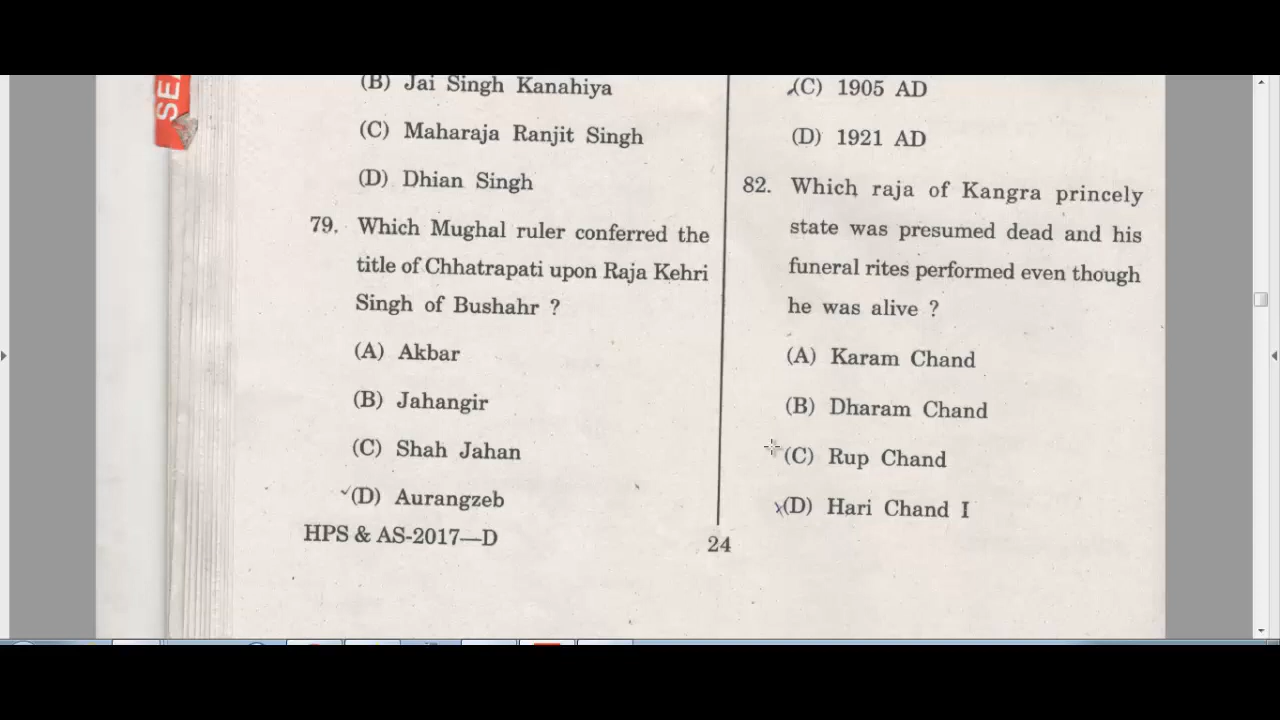 SEA
(B) Jai Singh Kanahiya
(C) Maharaja Ranjit Singh
(D) Dhian Singh
79. Which Mughal ruler conferred the
title of Chhatrapati upon Raja Kehri
Singh of Bushahr ?
(A) Akbar
(B) Jahangir
(C) Shah Jahan
(D) Aurangzeb
HPS & AS-2017—D
(C) 1905 AD
(D) 1921 AD
82. Which raja of Kangra princely
state was presumed dead and his
funeral rites performed even though
he was alive ?
(A) Karam Chand
(B) Dharam Chand
(C) Rup Chand
(D) Hari Chand I
24